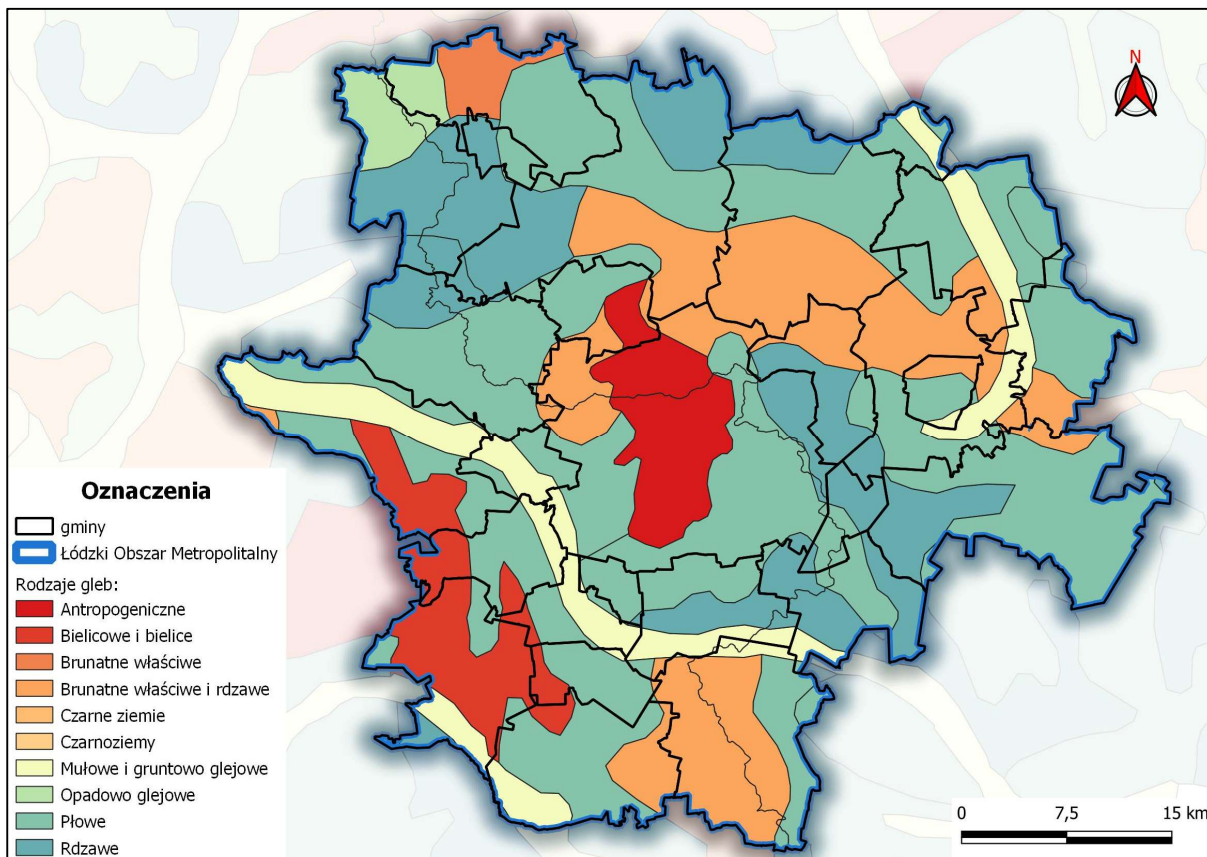 N
Oznaczenia
gminy
Łódzki Obszar Metropolitalny
Rodzaje gleb:
Antropogeniczne
Bielicowe i bielice
Brunatne właściwe
Brunatne właściwe i rdzawe
Czarne ziemie
Czarnoziemy
Mułowe i gruntowo glejowe
Opadowo glejowe
Płowe
Rdzawe
0 7,5 15 km